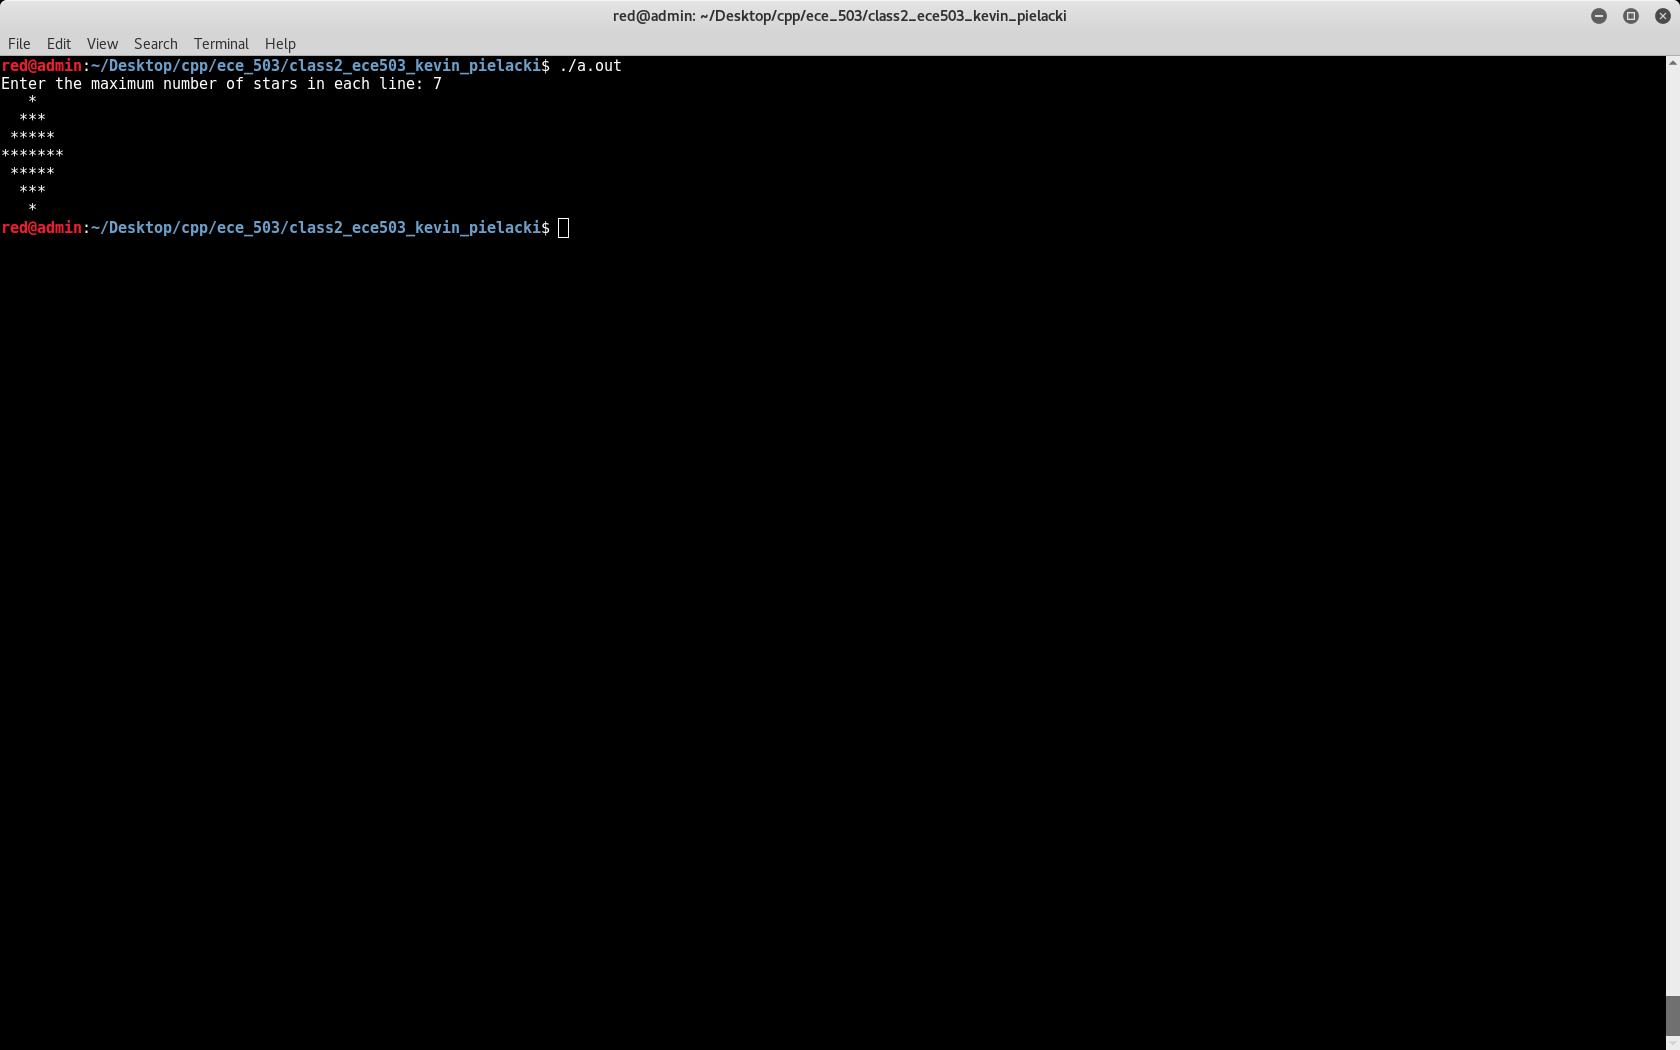 red@admin: ~/Desktop/cpp/ece_503/class2_ece503_kevin_pielacki
File Edit View Search Terminal Help
red@admin:~/Desktop/cpp/ece_503/class2_ece503_kevin_pielacki$ ./a.out
Enter the maximum number of stars in each line: 7
   *
  ***
 *****
*******
 *****
  ***
   *
red@admin:~/Desktop/cpp/ece_503/class2_ece503_kevin_pielacki$